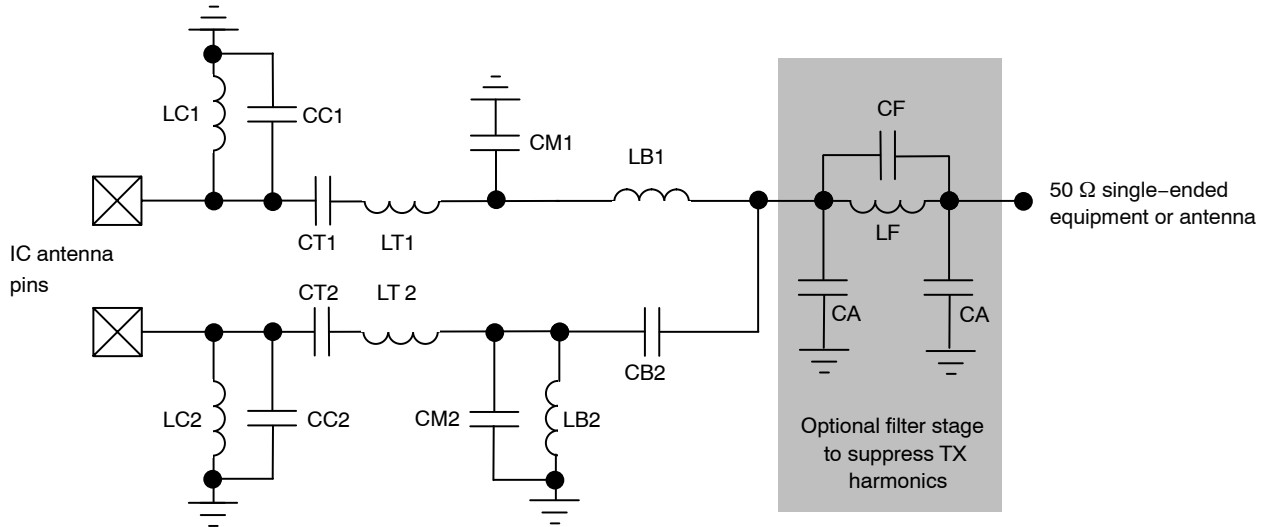 LC1
CC1
CM1
LB1
CF
50 Ω single−ended
equipment or antenna
CT1
LT1
LF
IC antenna
pins
CT2
LT 2
CA
CA
CB2
LC2
CC2
CM2
LB2
Optional filter stage
to suppress TX
harmonics